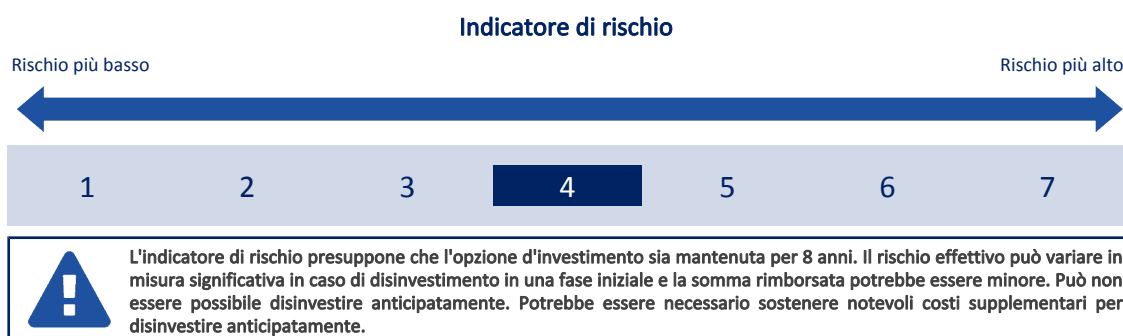 Indicatore di rischio
Rischio più basso
Rischio più alto
1 2 3 4 5 6 7
L'indicatore di rischio presuppone che l'opzione d'investimento sia mantenuta per 8 anni. Il rischio effettivo può variare in
misura significativa in caso di disinvestimento in una fase iniziale e la somma rimborsata potrebbe essere minore. Può non
essere possibile disinvestire anticipatamente. Potrebbe essere necessario sostenere notevoli costi supplementari per
disinvestire anticipatamente.